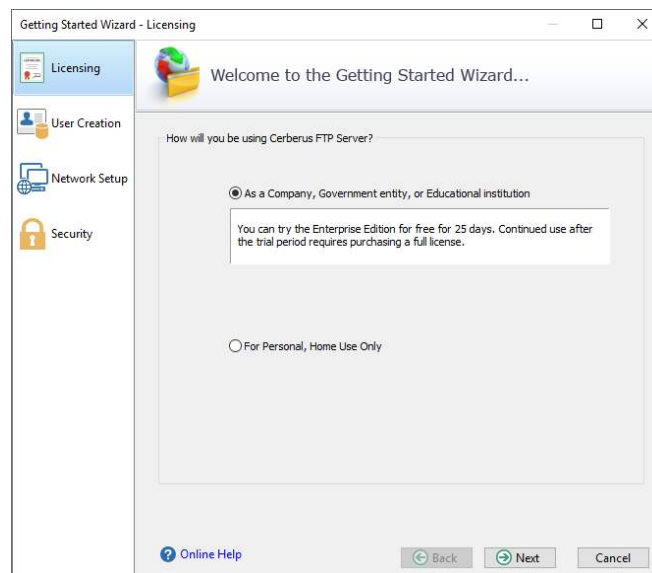 Getting Started Wizard - Licensing
Licensing
User Creation
Network Setup
Security
Welcome to the Getting Started Wizard...
How will you be using Cerberus FTP Server?
As a Company, Government entity, or Educational institution
You can try the Enterprise Edition for free for 25 days. Continued use after
the trial period requires purchasing a full license.
For Personal, Home Use Only
Online Help
Back
Next
Cancel